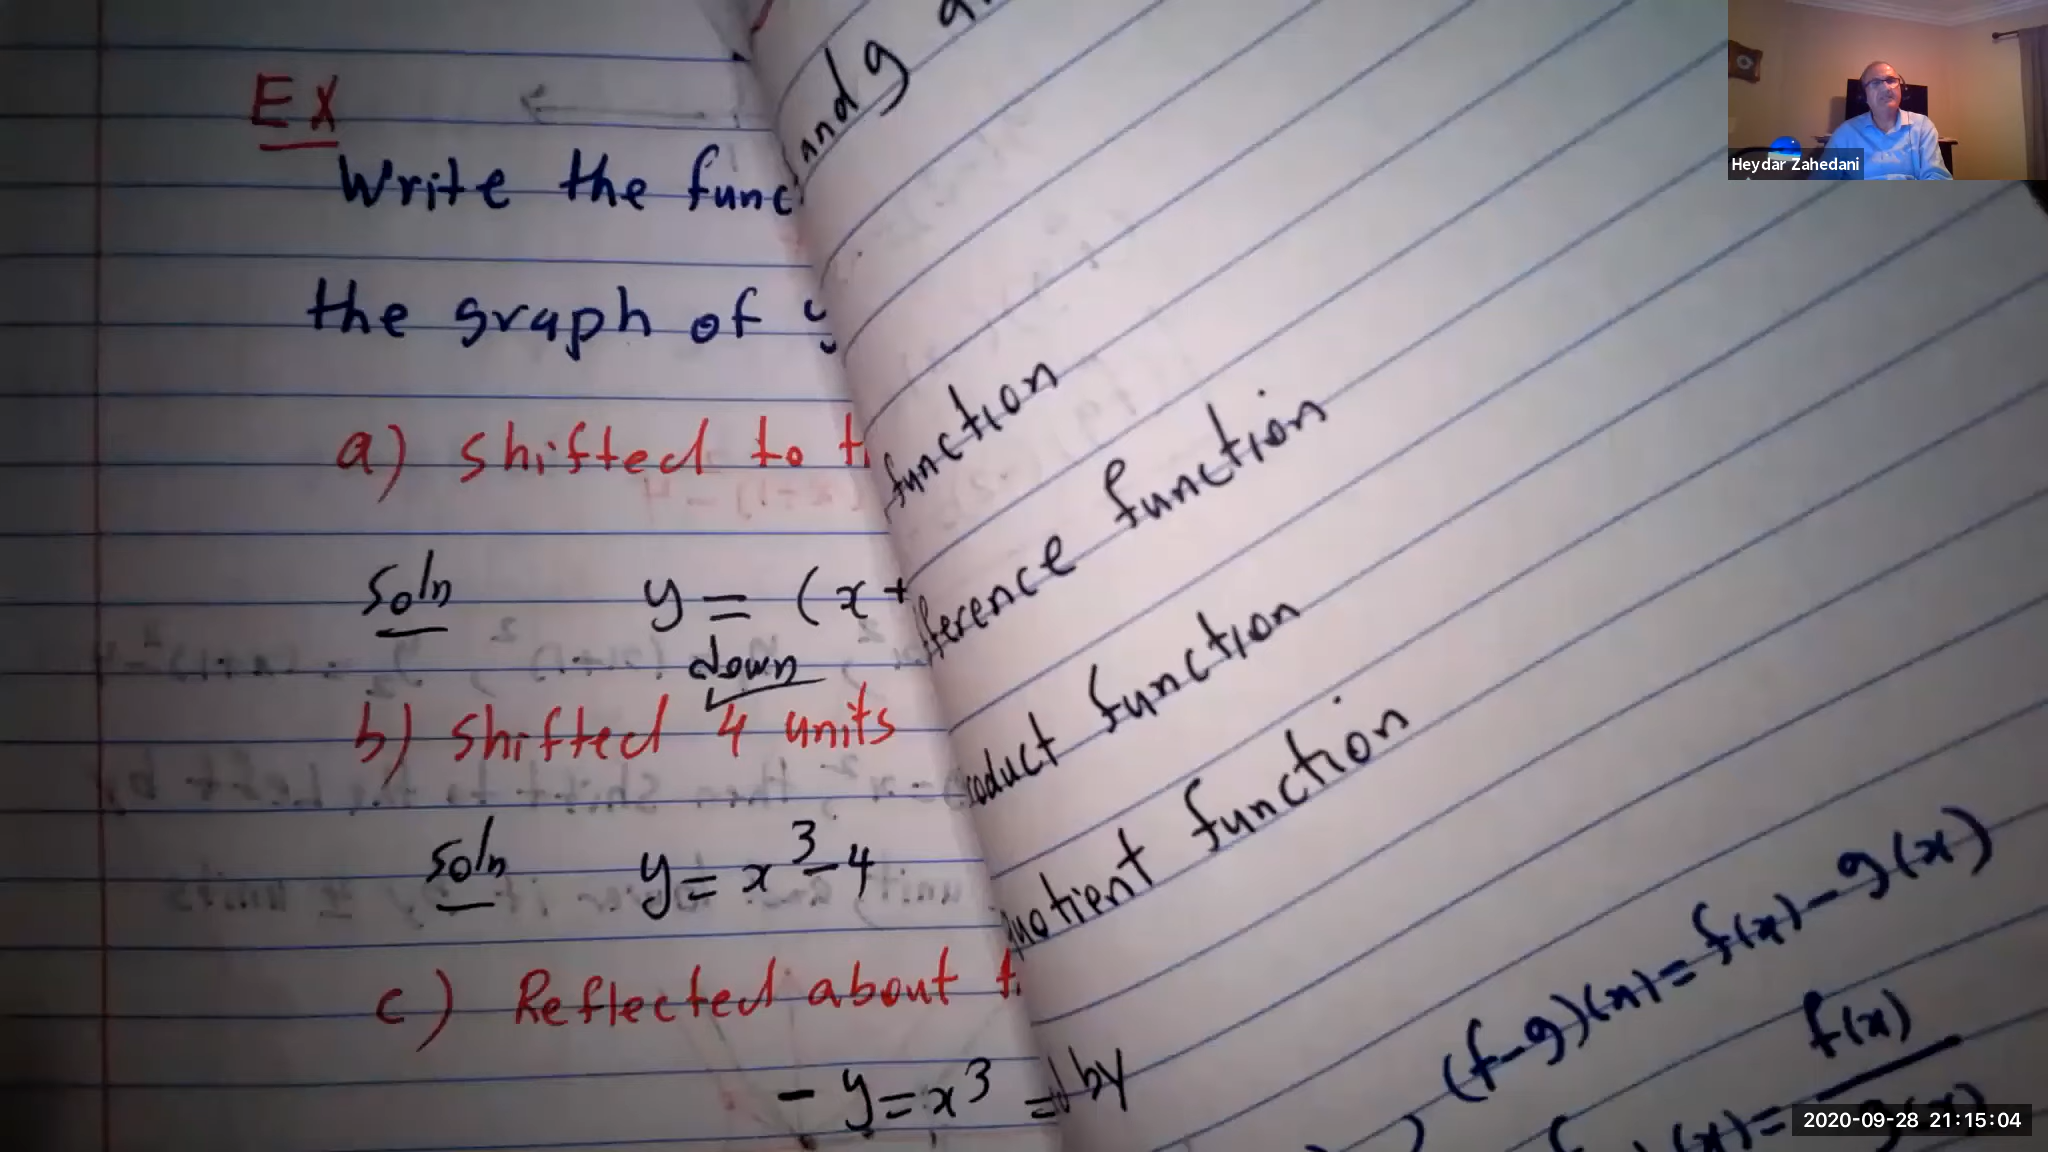 EX
Write the func
the graph of y
a) shifted to t
soln y = (x +
down
b) shifted 4 units
soln y = x³ - 4
c) Reflected about t
- y = x³ =
and g
function
fference function
roduct function
quotient function
(f-g)(x) = f(x) - g(x)
f(x)
(x) = g(x)
d by
Heydar Zahedani
2020-09-28 21:15:04